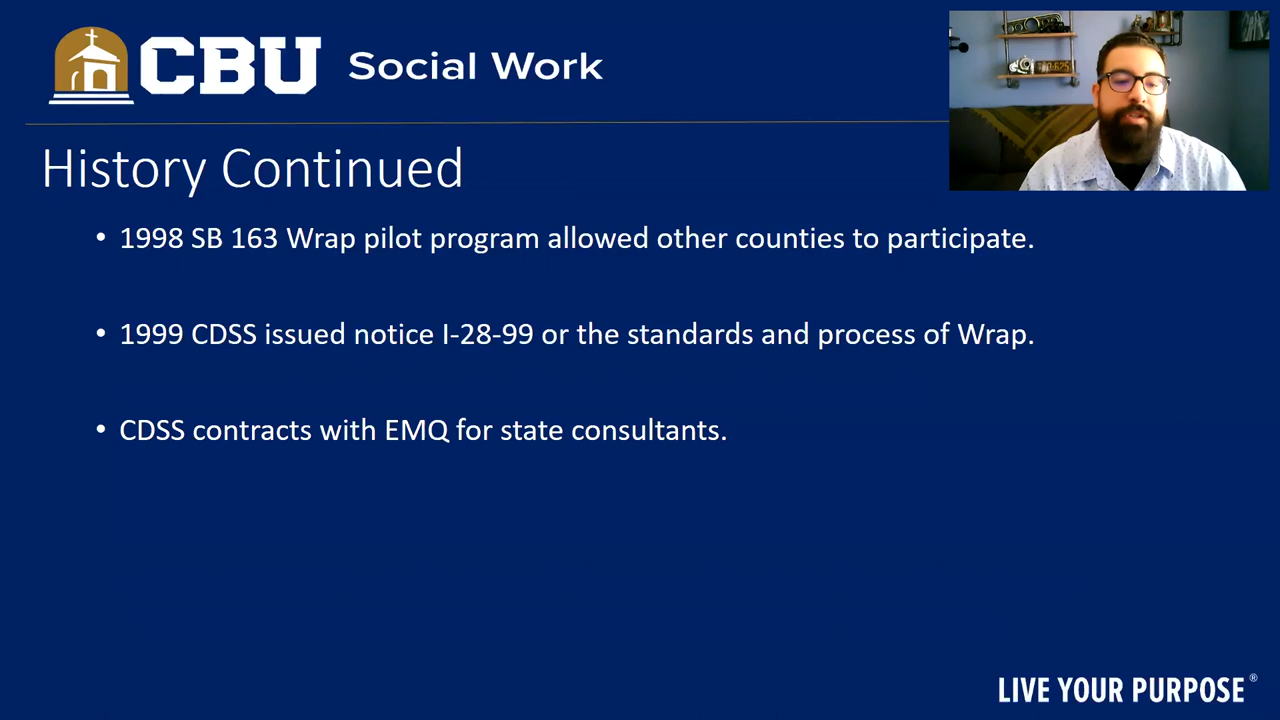 CBU Social Work
History Continued
• 1998 SB 163 Wrap pilot program allowed other counties to participate.
• 1999 CDSS issued notice I-28-99 or the standards and process of Wrap.
• CDSS contracts with EMQ for state consultants.
LIVE YOUR PURPOSE®